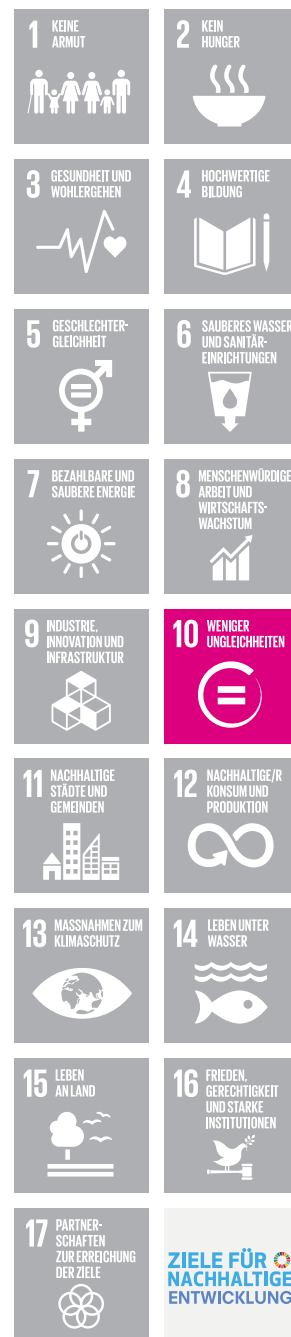 1 KEINE
ARMUT
2 KEIN
HUNGER
3 GESUNDHEIT UND
WOHLERGEHEN
4 HOCHWERTIGE
BILDUNG
5 GESCHLECHTER-
GLEICHHEIT
6 SAUBERES WASSER
UND SANITÄR-
EINRICHTUNGEN
7 BEZAHLBARE UND
SAUBERE ENERGIE
8 MENSCHENWÜRDIGE
ARBEIT UND
WIRTSCHAFTS-
WACHSTUM
9 INDUSTRIE,
INNOVATION UND
INFRASTRUKTUR
10 WENIGER
UNGLEICHHEITEN
11 NACHHALTIGE
STÄDTE UND
GEMEINDEN
12 NACHHALTIGE/R
KONSUM UND
PRODUKTION
13 MASSNAHMEN ZUM
KLIMASCHUTZ
14 LEBEN UNTER
WASSER
15 LEBEN
AN LAND
16 FRIEDEN,
GERECHTIGKEIT
UND STARKE
INSTITUTIONEN
17 PARTNER-
SCHAFTEN
ZUR ERREICHUNG
DER ZIELE
ZIELE FÜR
NACHHALTIGE
ENTWICKLUNG